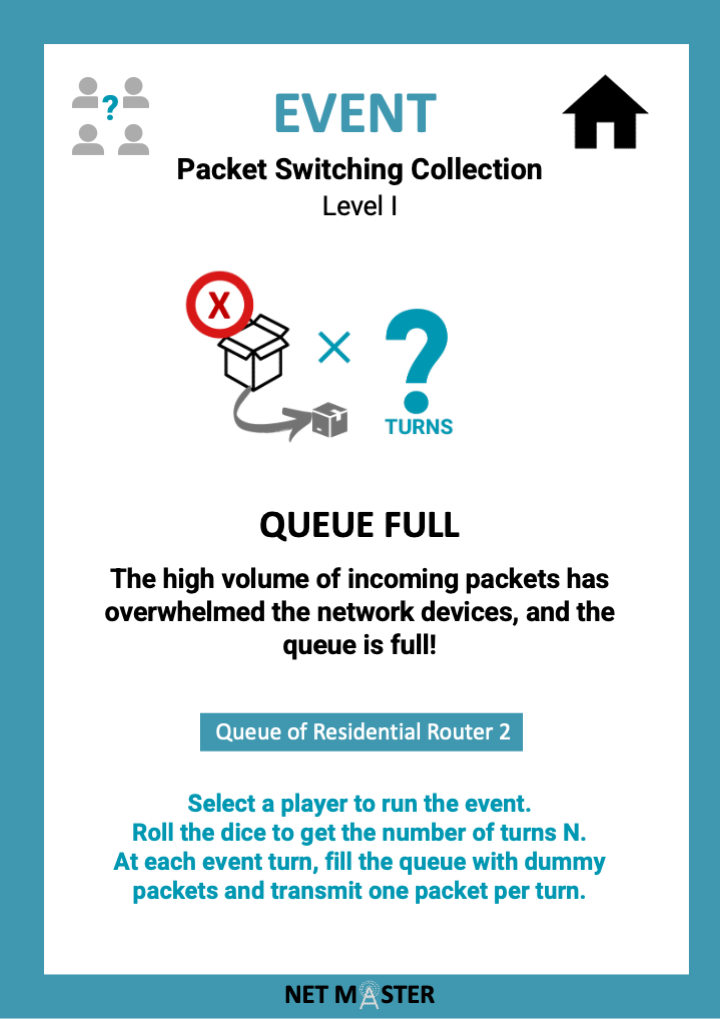 ?
EVENT
Packet Switching Collection
Level I
X
× ?
TURNS
QUEUE FULL
The high volume of incoming packets has
overwhelmed the network devices, and the
queue is full!
Queue of Residential Router 2
Select a player to run the event.
Roll the dice to get the number of turns N.
At each event turn, fill the queue with dummy
packets and transmit one packet per turn.
NET MASTER